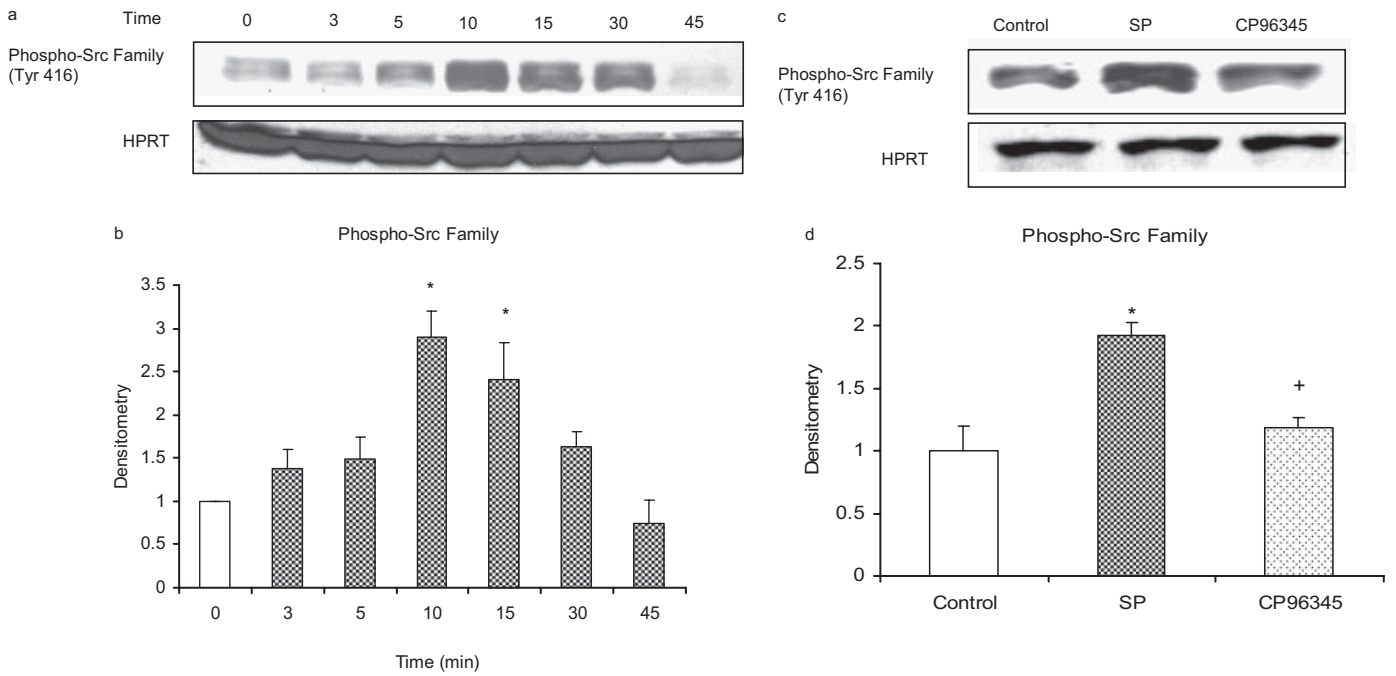 a
Time 0 3 5 10 15 30 45
Phospho-Src Family
(Tyr 416)
HPRT
c
Control SP CP96345
Phospho-Src Family
(Tyr 416)
HPRT
b
Phospho-Src Family
3.5
3
2.5
2
1.5
1
0.5
0
Densitometry
* *
0 3 5 10 15 30 45
Time (min)
d
Phospho-Src Family
2.5
2
1.5
1
0.5
0
Densitometry
*
+
Control SP CP96345